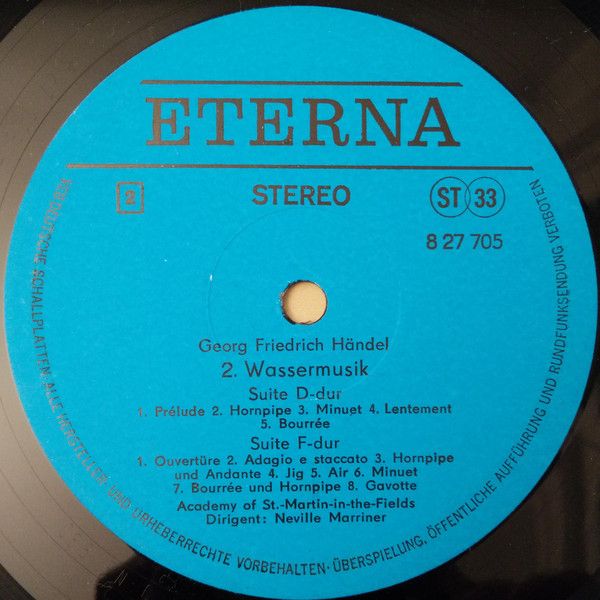 ETERNA
2
STEREO
ST 33
8 27 705
Georg Friedrich Händel
2. Wassermusik
Suite D-dur
1. Prélude 2. Hornpipe 3. Minuet 4. Lentement
5. Bourrée
Suite F-dur
1. Ouvertüre 2. Adagio e staccato 3. Hornpipe
und Andante 4. Jig 5. Air 6. Minuet
7. Bourrée und Hornpipe 8. Gavotte
Academy of St.-Martin-in-the-Fields
Dirigent: Neville Marriner
VEB DEUTSCHE SCHALLPLATTEN. ALLE HERSTELLER- UND URHEBERRECHTE VORBEHALTEN · ÜBERSPIELUNG, ÖFFENTLICHE AUFFÜHRUNG UND RUNDFUNKSENDUNG VERBOTEN